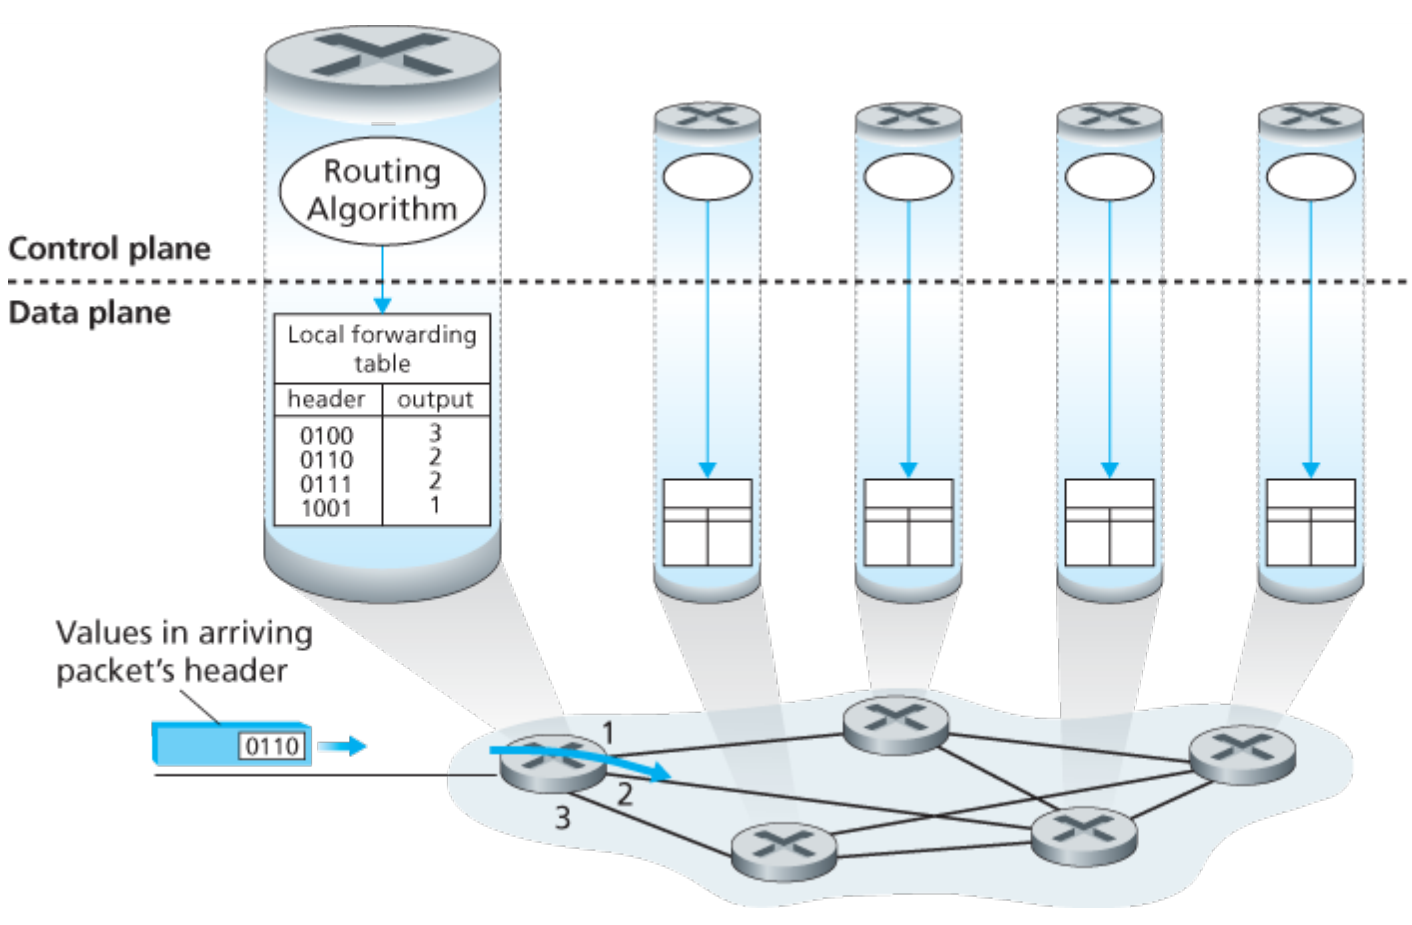 Routing
Algorithm
Control plane
Data plane
Local forwarding
table
header output
0100 3
0110 2
0111 2
1001 1
Values in arriving
packet's header
0110
1
2
3